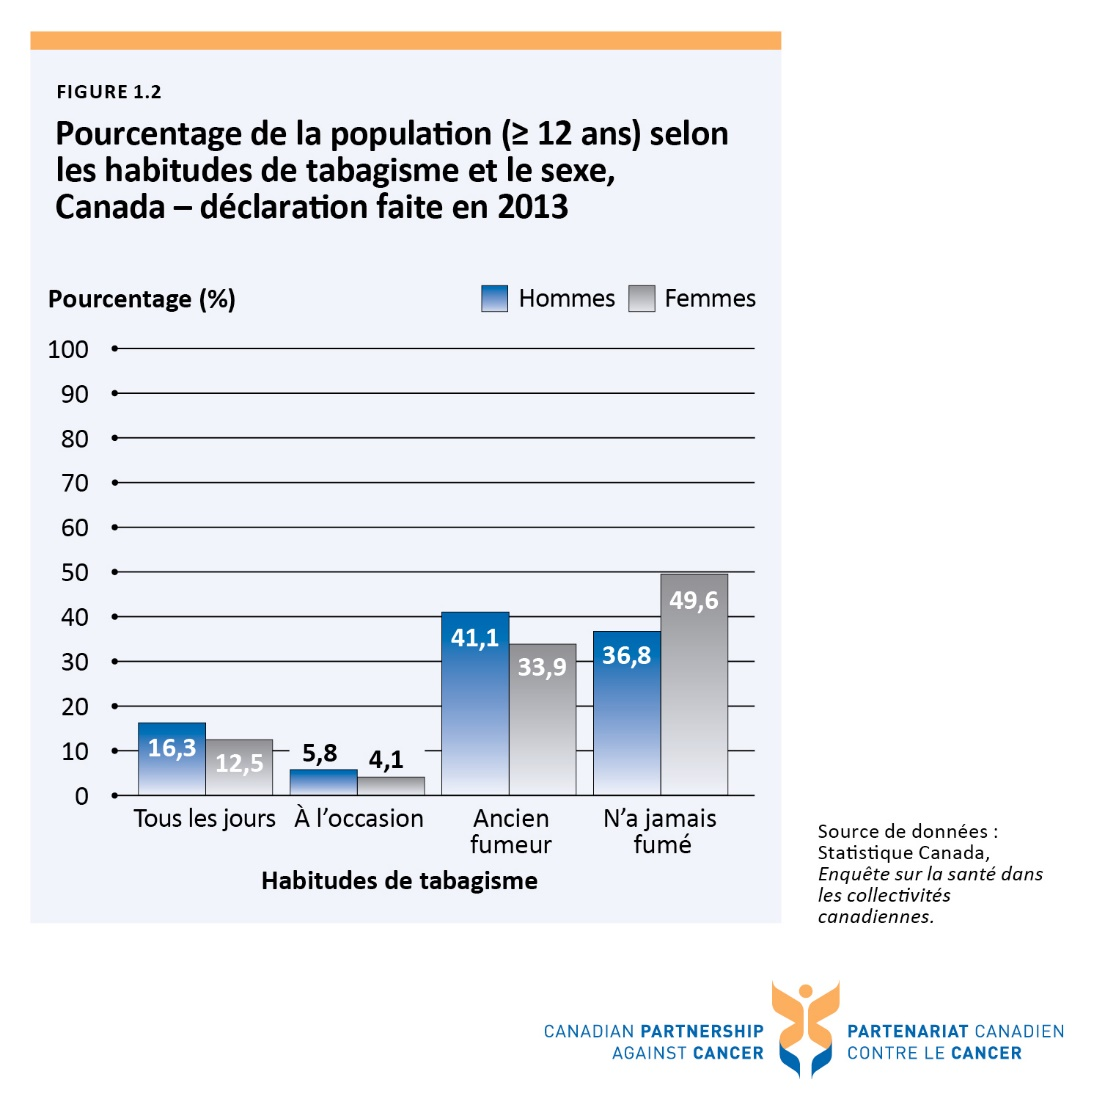 FIGURE 1.2
Pourcentage de la population (≥ 12 ans) selon
les habitudes de tabagisme et le sexe,
Canada – déclaration faite en 2013
Pourcentage (%)
Hommes
Femmes
100
90
80
70
60
50
40
30
20
10
0
16,3
12,5
5,8
4,1
41,1
33,9
36,8
49,6
Tous les jours
À l’occasion
Ancien
fumeur
N’a jamais
fumé
Habitudes de tabagisme
Source de données :
Statistique Canada,
Enquête sur la santé dans
les collectivités
canadiennes.
CANADIAN PARTNERSHIP
AGAINST CANCER
PARTENARIAT CANADIEN
CONTRE LE CANCER